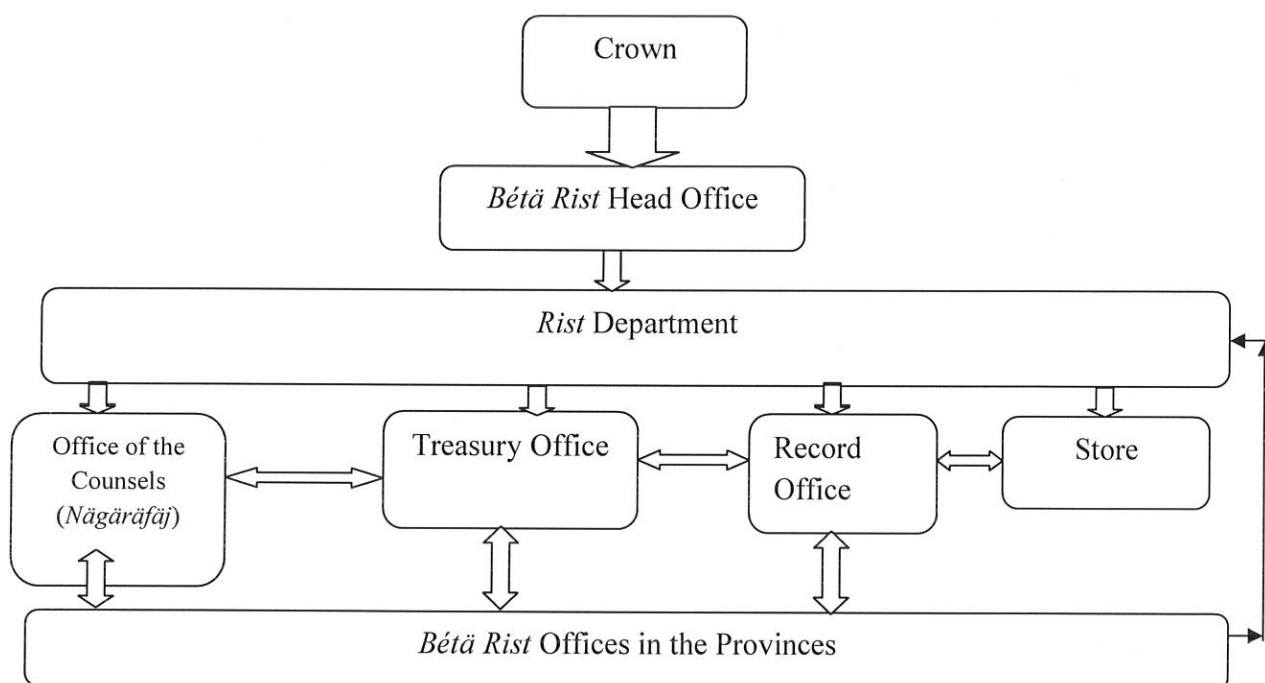 Crown
Bétä Rist Head Office
Rist Department
Office of the
Counsels
(Nägäräfäj)
Treasury Office
Record
Office
Store
Bétä Rist Offices in the Provinces